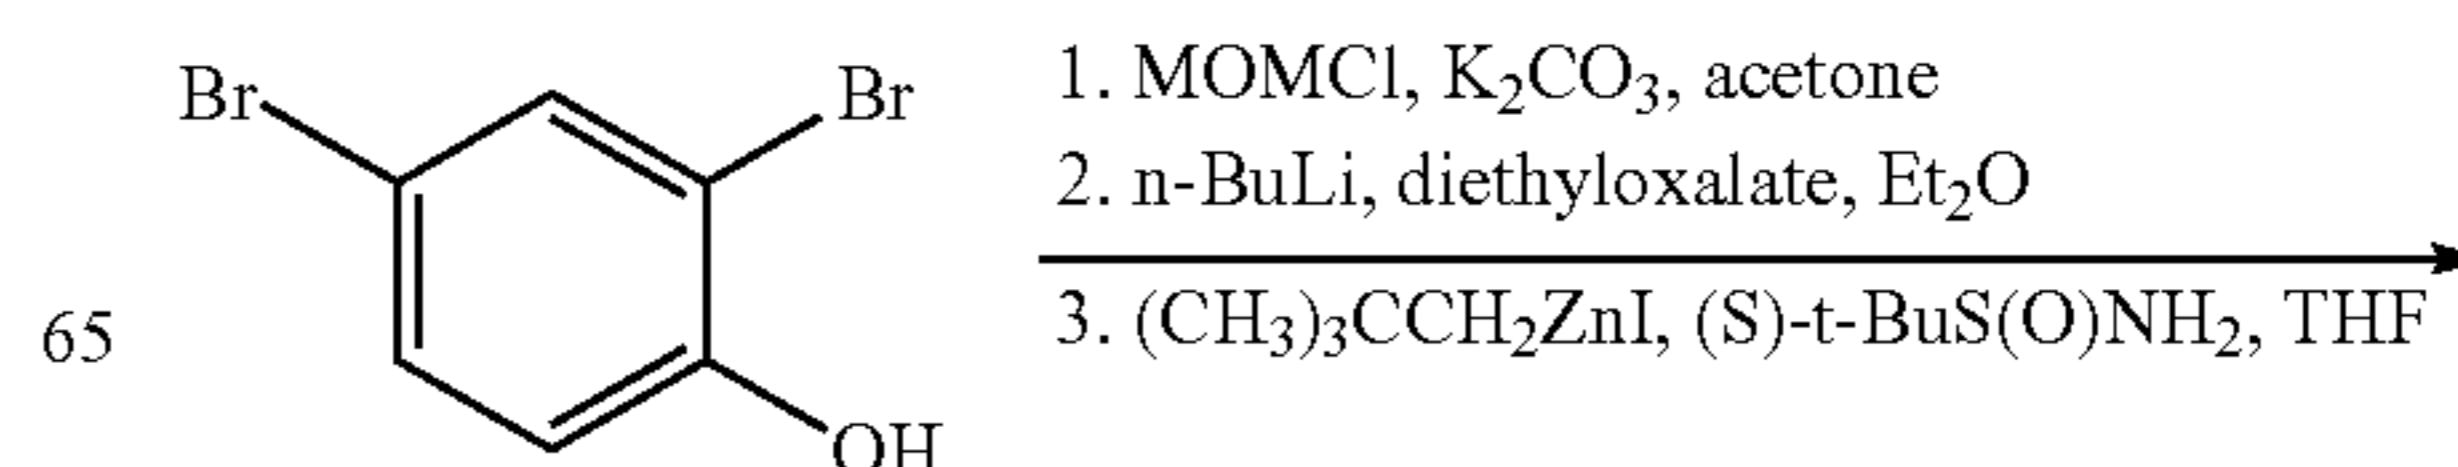 Br
Br
1. MOMCl, K₂CO₃, acetone
2. n-BuLi, diethyloxalate, Et₂O
3. (CH₃)₃CCH₂ZnI, (S)-t-BuS(O)NH₂, THF
65
OH